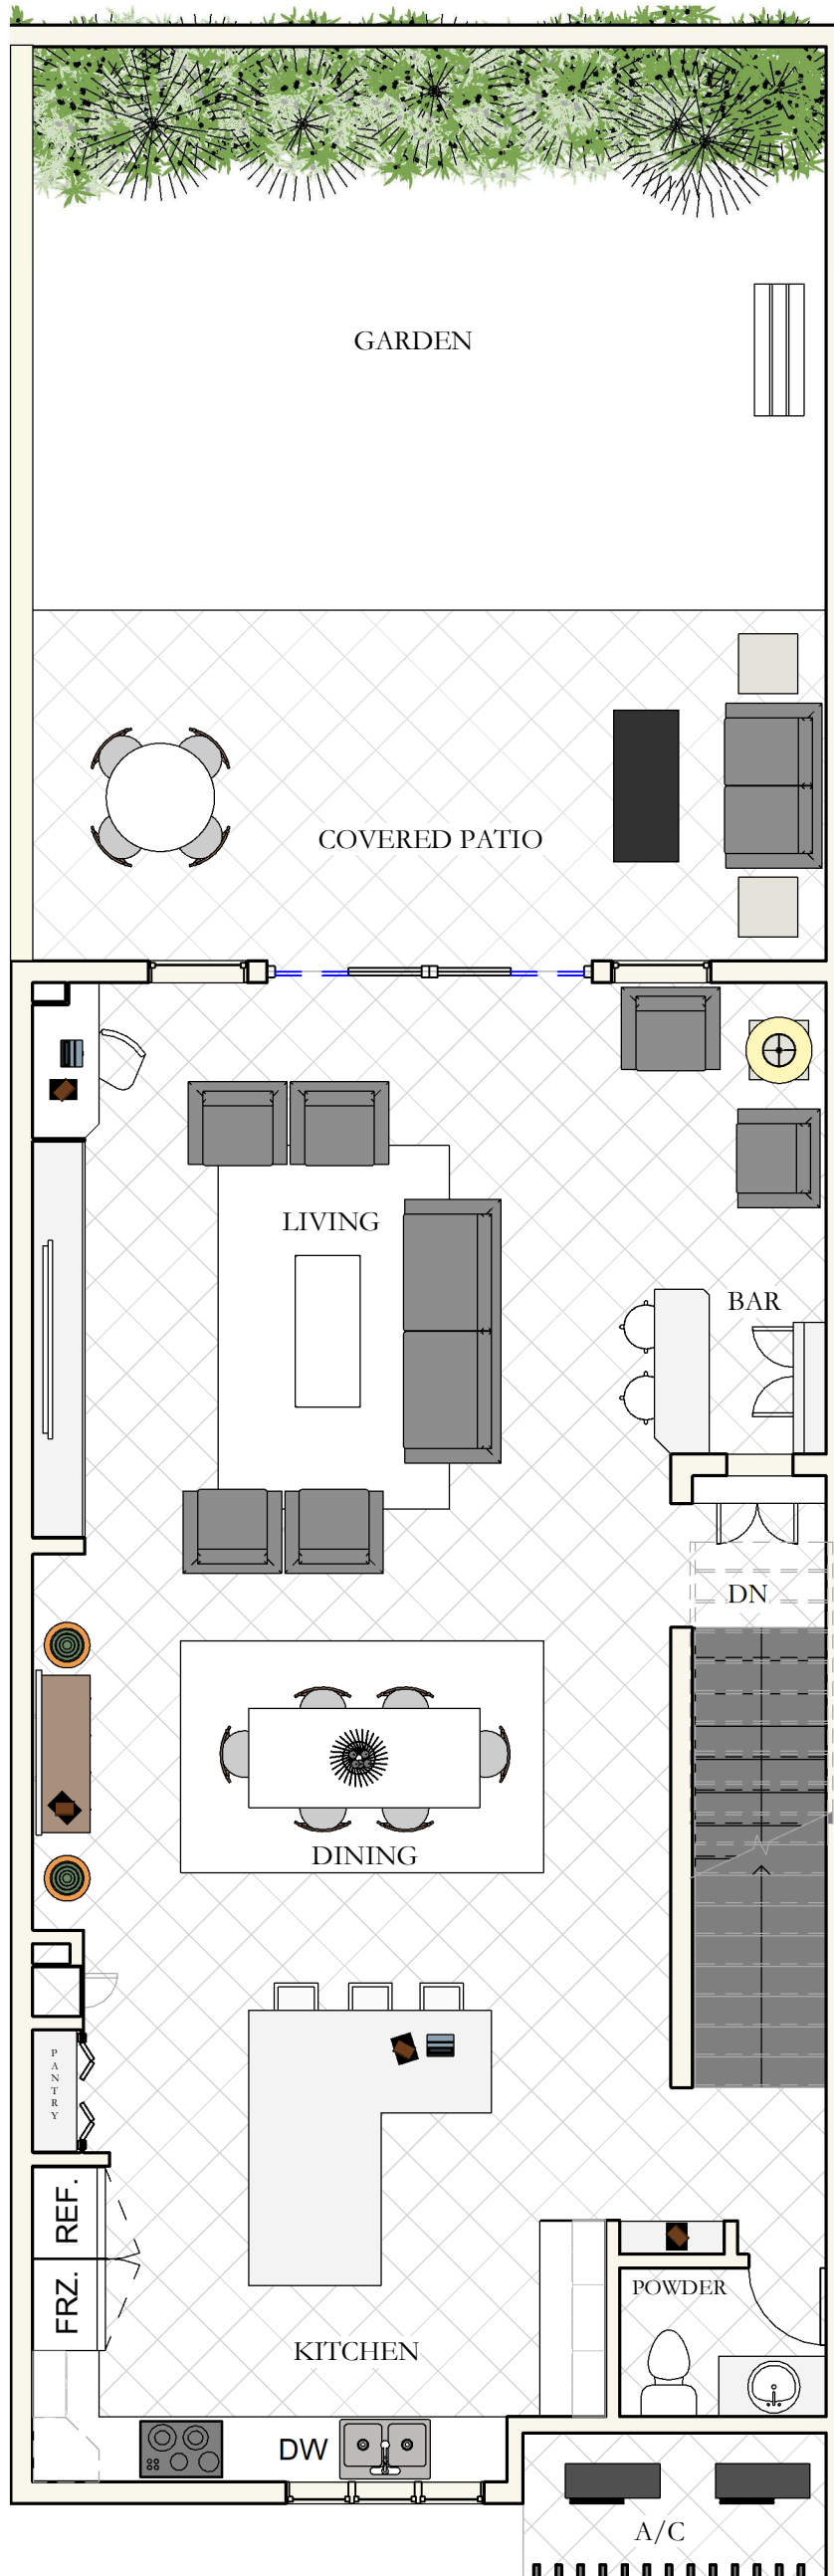 GARDEN
COVERED PATIO
LIVING
BAR
DN
DINING
PANTRY
REF.
FRZ.
POWDER
KITCHEN
DW
A/C